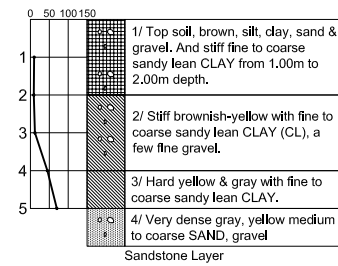 0 50 100 150
1/ Top soil, brown, silt, clay, sand &
gravel. And stiff fine to coarse
sandy lean CLAY from 1.00m to
2.00m depth.
1
2
2/ Stiff brownish-yellow with fine to
coarse sandy lean CLAY (CL), a
few fine gravel.
3
4
3/ Hard yellow & gray with fine to
coarse sandy lean CLAY.
5
4/ Very dense gray, yellow medium
to coarse SAND, gravel
Sandstone Layer